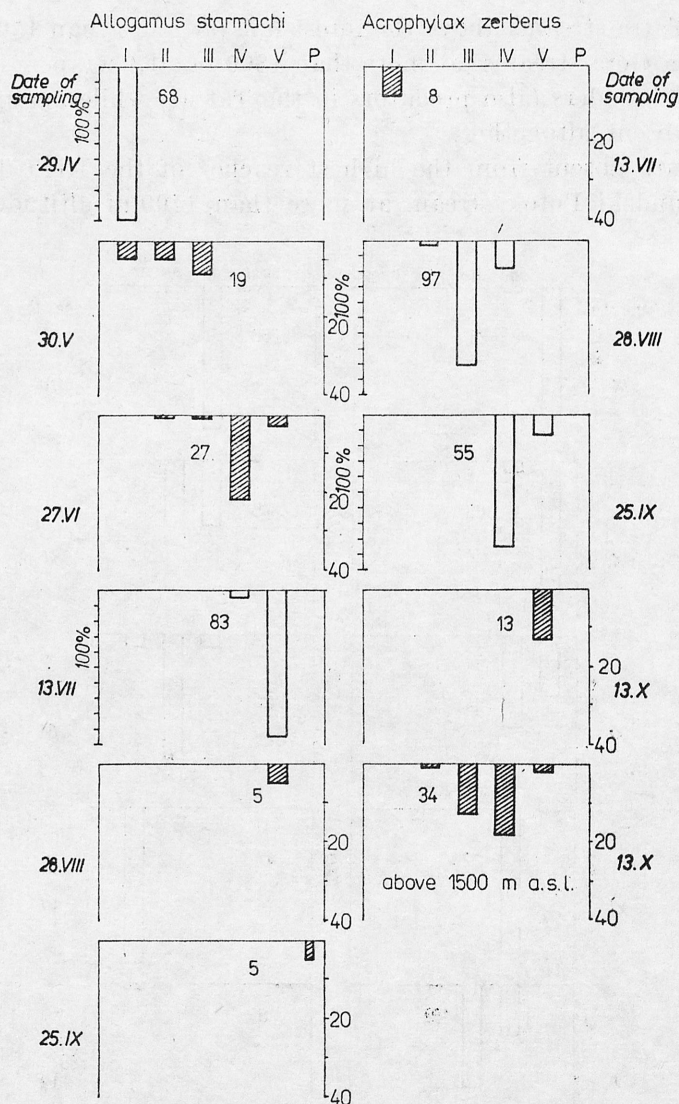 Allogamus starmachi Acrophylax zerberus
I II III IV V P I II III IV V P
Date of sampling
100%
68
29.IV
8
Date of sampling
20
13.VII
40
19
30.V
20
40
100%
97
28.VIII
27
27.VI
20
40
100%
55
25.IX
100%
83
13.VII
13
20
13.X
40
5
28.VIII
20
40
34
20
13.X
above 1500 m a.s.l.
40
5
25.IX
20
40